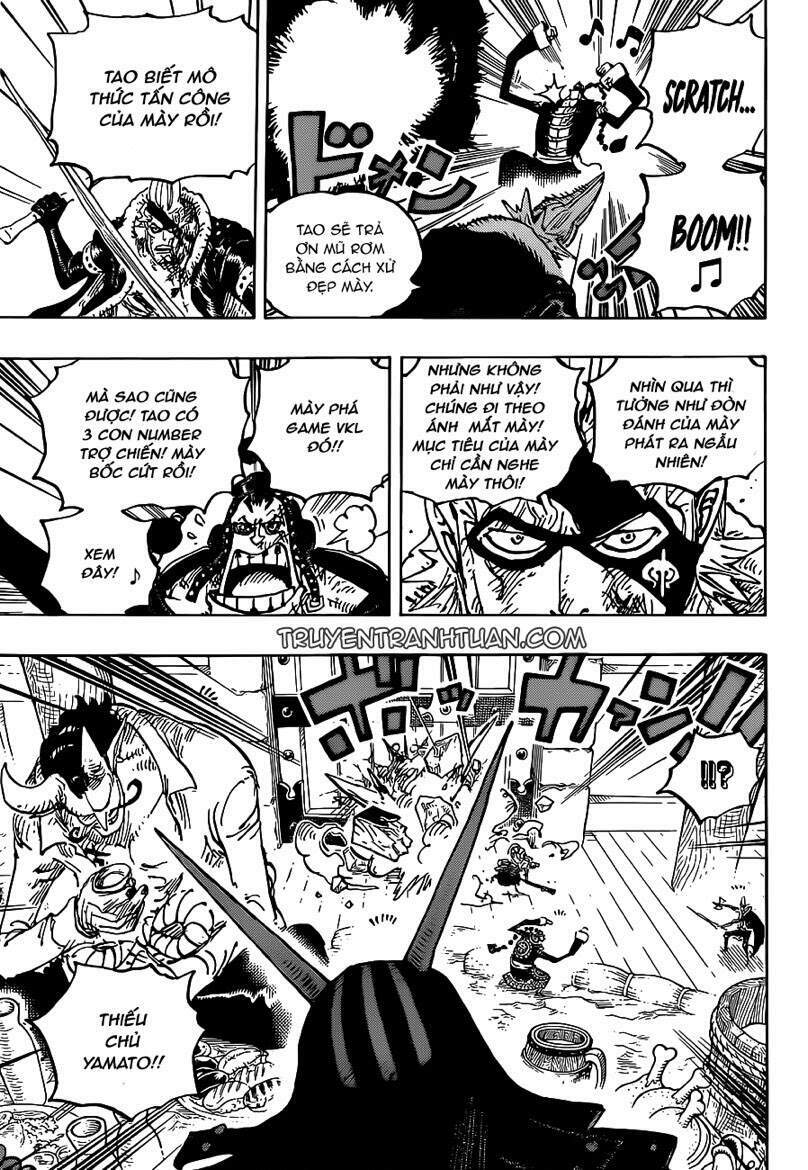 SCRATCH...
BOOM!!
ドメン
TAO SẼ TRẢ
ƠN MŨ RƠM
BẰNG CÁCH XỬ
ĐẸP MÀY.
TAO BIẾT MÔ
THỨC TẤN CÔNG
CỦA MÀY RỒI!
NHÌN QUA THÌ
TƯỞNG NHƯ ĐÒN
ĐÁNH CỦA MÀY
PHÁT RA NGẪU
NHIÊN!
NHƯNG KHÔNG
PHẢI NHƯ VẬY!
CHÚNG ĐI THEO
ÁNH MẮT MÀY!
MỤC TIÊU CỦA MÀY
CHỈ CẦN NGHE
MÀY THÔI!
MÀY PHÁ
GAME VKL
ĐÓ!!
MÀ SAO CŨNG
ĐƯỢC! TAO CÓ
3 CON NUMBER
TRỢ CHIẾN! MÀY
BỐC CỨT RỒI!
XEM
ĐÂY!
TRUYENTRANHTUAN.COM
!!?
THIẾU
CHỦ
YAMATO!!